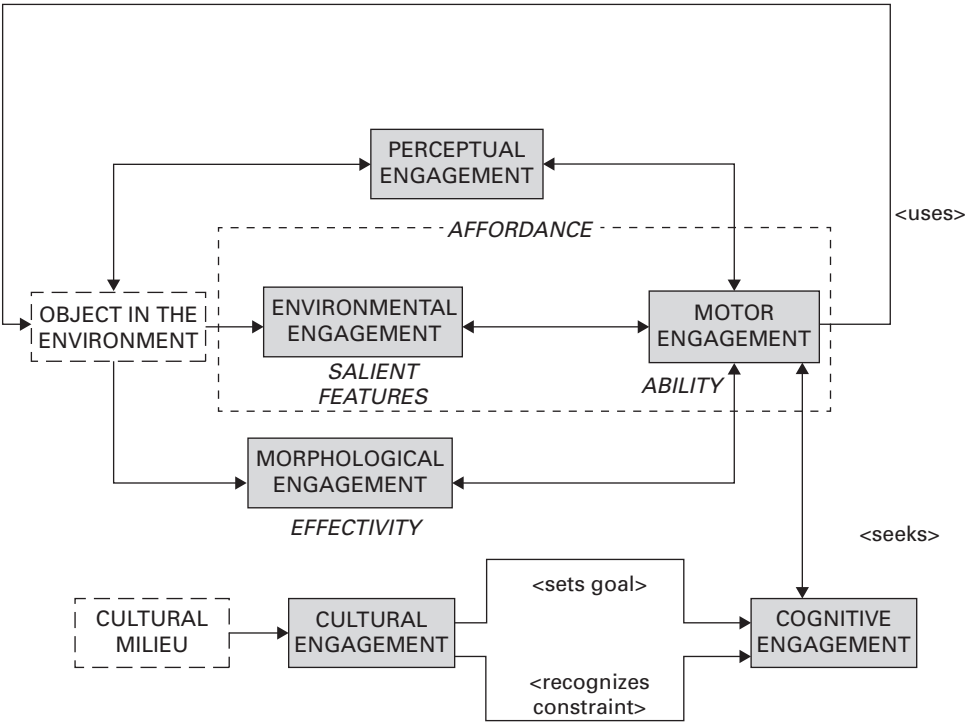 PERCEPTUAL
ENGAGEMENT
<uses>
AFFORDANCE
OBJECT IN THE
ENVIRONMENT
ENVIRONMENTAL
ENGAGEMENT
MOTOR
ENGAGEMENT
SALIENT
FEATURES
ABILITY
MORPHOLOGICAL
ENGAGEMENT
EFFECTIVITY
<seeks>
<sets goal>
CULTURAL
MILIEU
CULTURAL
ENGAGEMENT
COGNITIVE
ENGAGEMENT
<recognizes
constraint>